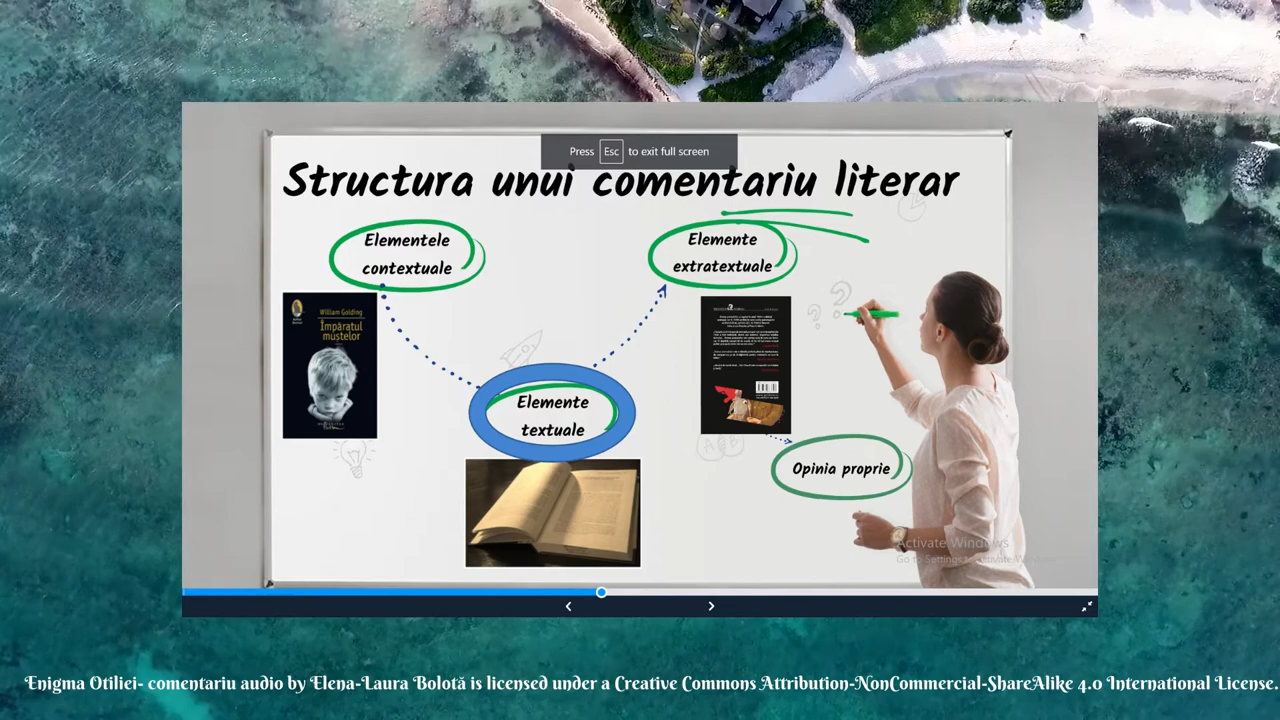 Press Esc to exit full screen
Structura unui comentariu literar
Elementele
contextuale
Elemente
extratextuale
William Golding
Împăratul
muștelor
Elemente
textuale
Opinia proprie
Activate Windows
Go to Settings to activate Windows
Enigma Otiliei- comentariu audio by Elena-Laura Bolotă is licensed under a Creative Commons Attribution-NonCommercial-ShareAlike 4.0 International License.